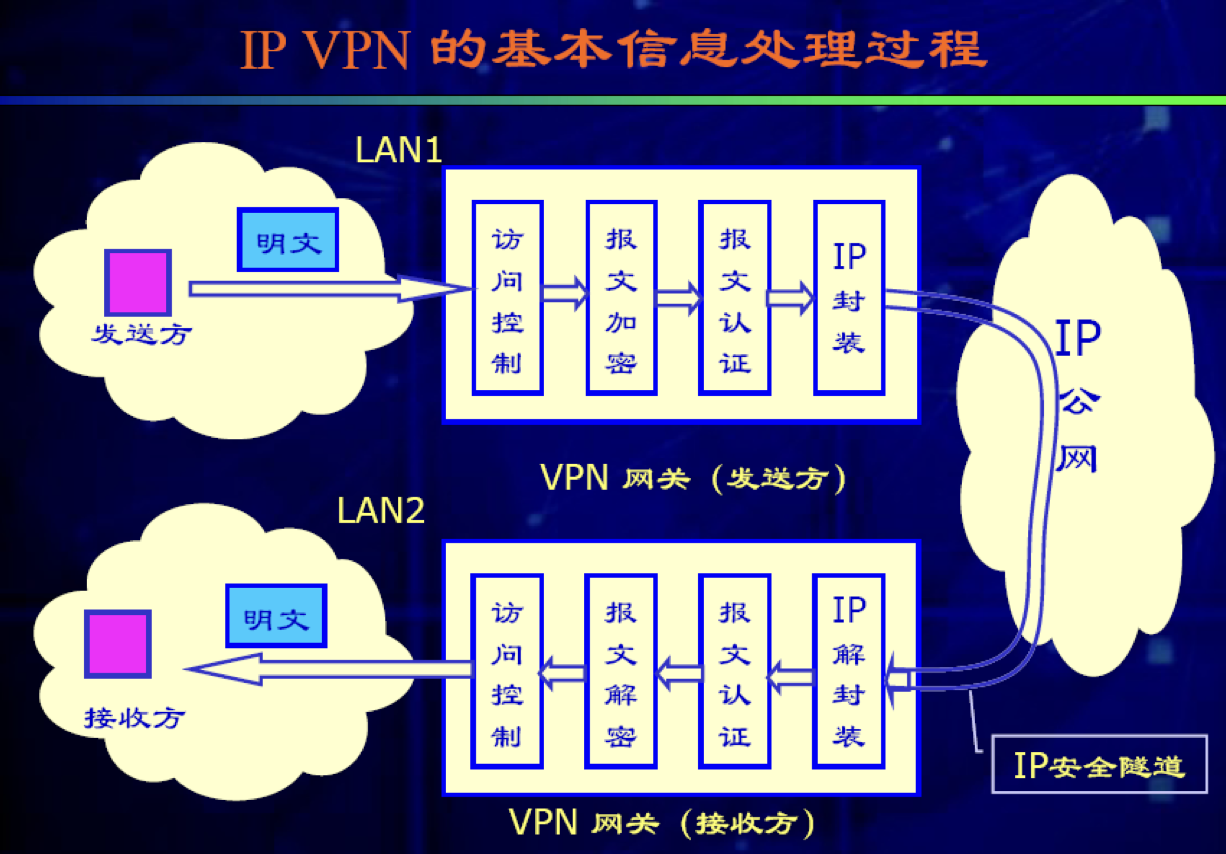 IP VPN 的基本信息处理过程
LAN1
明文
发送方
访问控制
报文加密
报文认证
IP封装
IP公网
VPN 网关（发送方）
LAN2
明文
接收方
访问控制
报文解密
报文认证
IP解封装
IP安全隧道
VPN 网关（接收方）